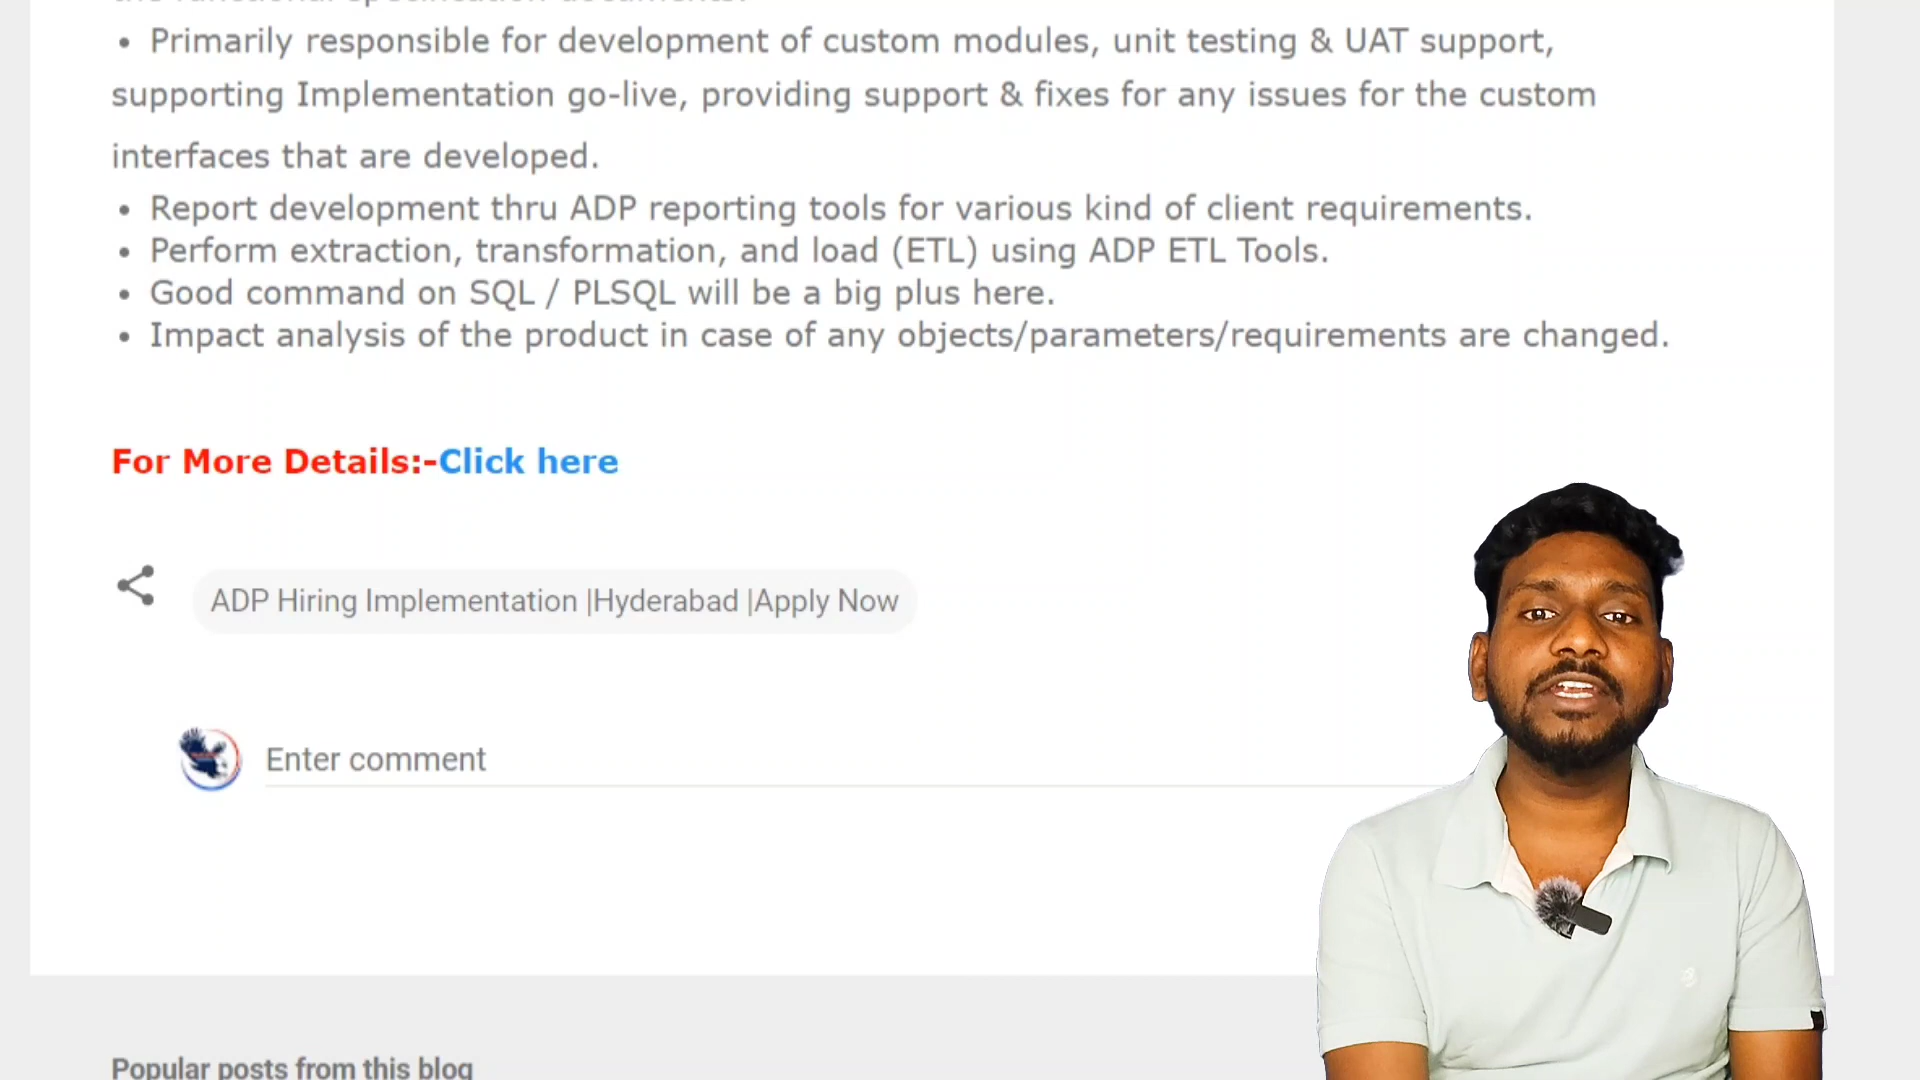 • Primarily responsible for development of custom modules, unit testing & UAT support,
supporting Implementation go-live, providing support & fixes for any issues for the custom
interfaces that are developed.
• Report development thru ADP reporting tools for various kind of client requirements.
• Perform extraction, transformation, and load (ETL) using ADP ETL Tools.
• Good command on SQL / PLSQL will be a big plus here.
• Impact analysis of the product in case of any objects/parameters/requirements are changed.
For More Details:-Click here
ADP Hiring Implementation |Hyderabad |Apply Now
Enter comment
Popular posts from this blog